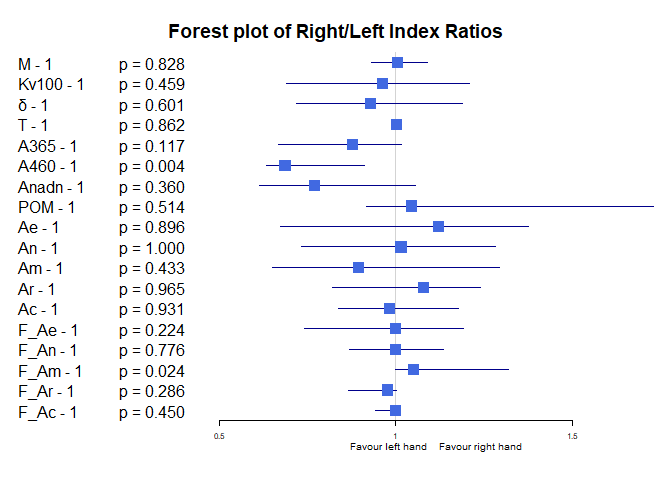 Forest plot of Right/Left Index Ratios
M - 1 p = 0.828
Kv100 - 1 p = 0.459
δ - 1 p = 0.601
T - 1 p = 0.862
A365 - 1 p = 0.117
A460 - 1 p = 0.004
Anadn - 1 p = 0.360
POM - 1 p = 0.514
Ae - 1 p = 0.896
An - 1 p = 1.000
Am - 1 p = 0.433
Ar - 1 p = 0.965
Ac - 1 p = 0.931
F_Ae - 1 p = 0.224
F_An - 1 p = 0.776
F_Am - 1 p = 0.024
F_Ar - 1 p = 0.286
F_Ac - 1 p = 0.450
0.5 1 1.5
Favour left hand Favour right hand